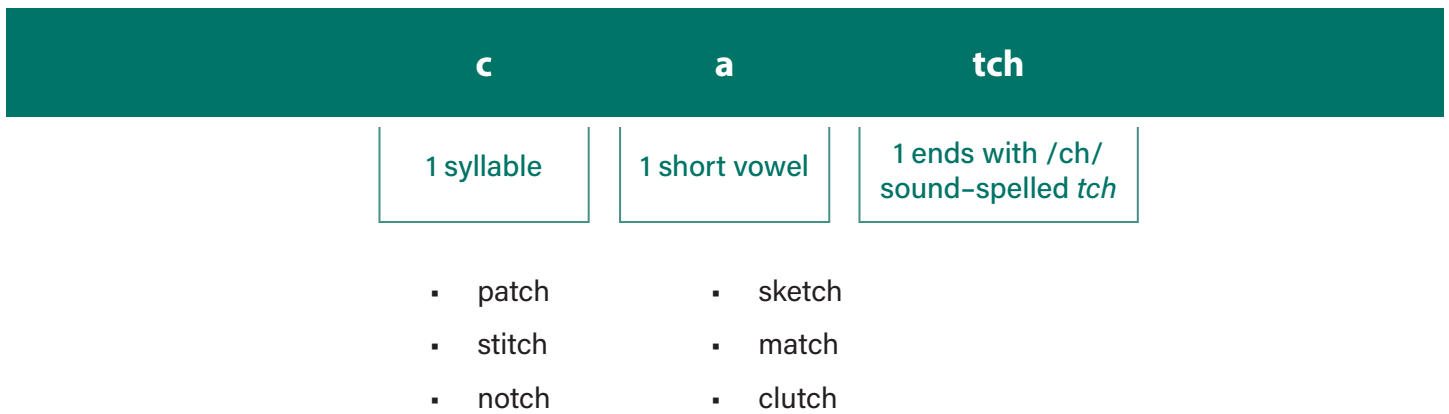 c a tch
1 syllable
1 short vowel
1 ends with /ch/
sound–spelled tch
▪ patch
▪ stitch
▪ notch
▪ sketch
▪ match
▪ clutch